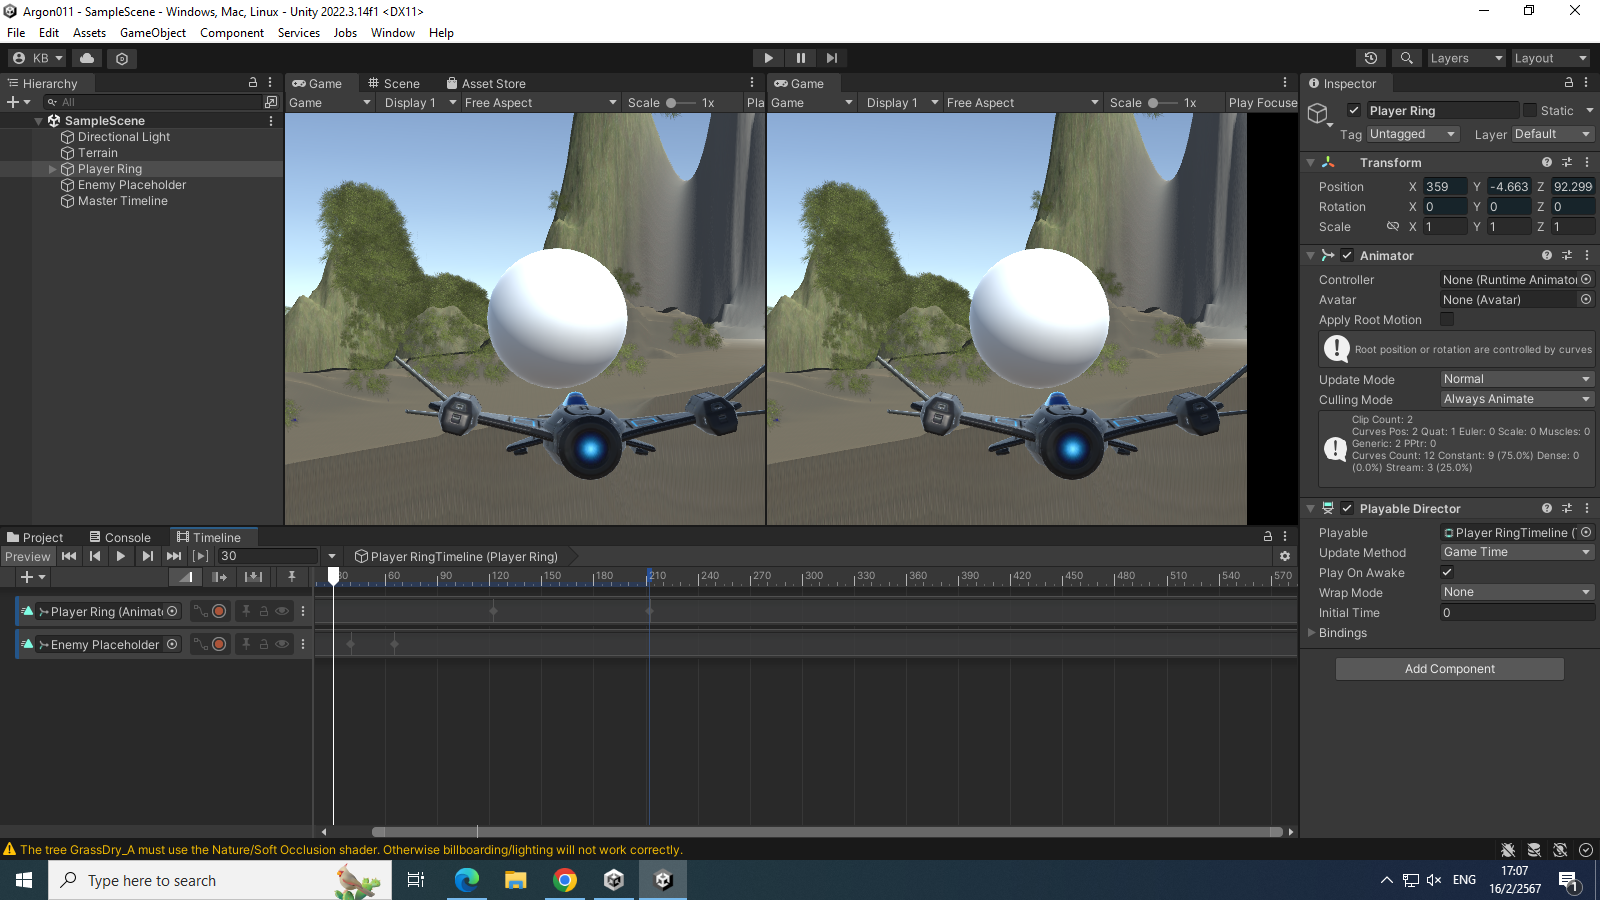 Argon011 - SampleScene - Windows, Mac, Linux - Unity 2022.3.14f1 <DX11>
File Edit Assets GameObject Component Services Jobs Window Help
KB
Layers Layout
Hierarchy
All
SampleScene
Directional Light
Terrain
Player Ring
Enemy Placeholder
Master Timeline
Game Scene Asset Store
Game Display 1 Free Aspect Scale 1x Pla
Game
Game Display 1 Free Aspect Scale 1x Play Focuse
Inspector
Player Ring Static
Tag Untagged Layer Default
Transform
Position X 359 Y -4.663 Z 92.299
Rotation X 0 Y 0 Z 0
Scale X 1 Y 1 Z 1
Animator
Controller None (Runtime Animator
Avatar None (Avatar)
Apply Root Motion
Root position or rotation are controlled by curves
Update Mode Normal
Culling Mode Always Animate
Clip Count: 2
Curves Pos: 2 Quat: 1 Euler: 0 Scale: 0 Muscles: 0
Generic: 2 PPtr: 0
Curves Count: 12 Constant: 9 (75.0%) Dense: 0
(0.0%) Stream: 3 (25.0%)
Playable Director
Playable Player RingTimeline (
Update Method Game Time
Play On Awake
Wrap Mode None
Initial Time 0
Bindings
Add Component
Project Console Timeline
Preview 30 Player RingTimeline (Player Ring)
60 90 120 150 180 210 240 270 300 330 360 390 420 450 480 510 540 570
Player Ring (Animat
Enemy Placeholder
The tree GrassDry_A must use the Nature/Soft Occlusion shader. Otherwise billboarding/lighting will not work correctly.
Type here to search
ENG
17:07
16/2/2567
1